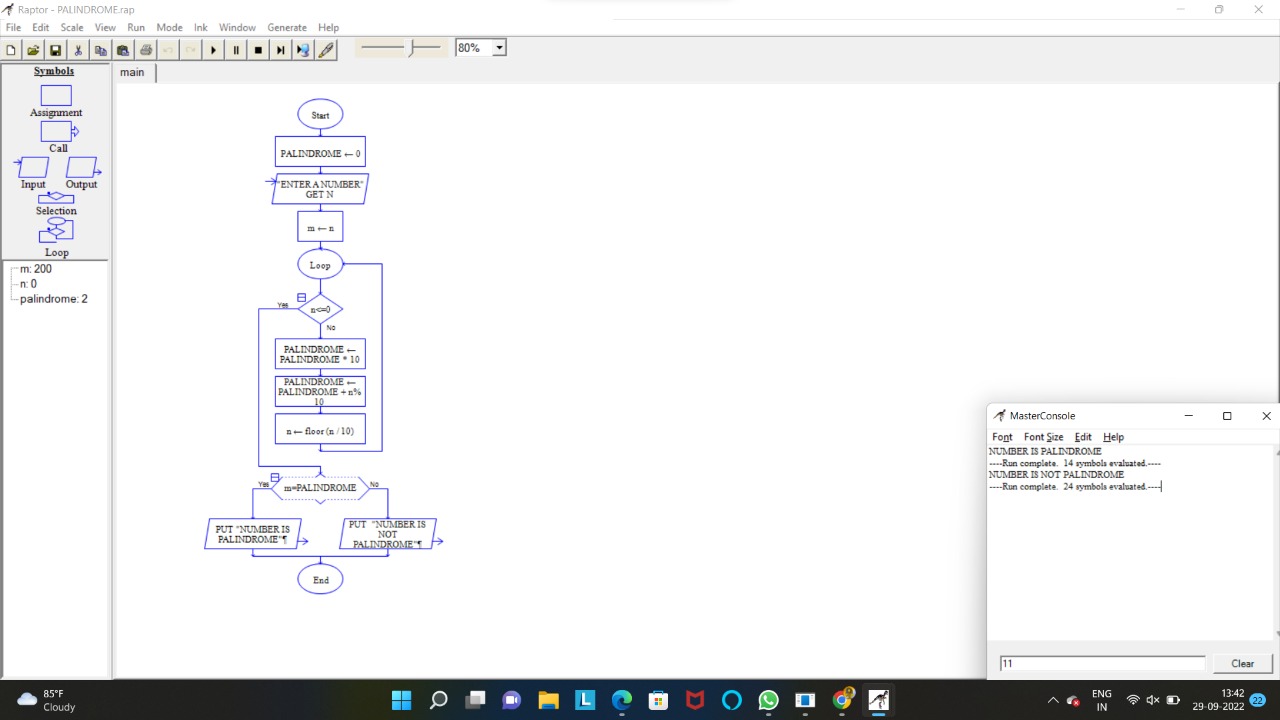 Raptor - PALINDROME.rap
File Edit Scale View Run Mode Ink Window Generate Help
80%
Symbols
Assignment
Call
Input Output
Selection
Loop
m: 200
n: 0
palindrome: 2
main
Start
PALINDROME ← 0
"ENTER A NUMBER"
GET N
m ← n
Loop
Yes
n<=0
No
PALINDROME ←
PALINDROME * 10
PALINDROME ←
PALINDROME + n%
10
n ← floor (n / 10)
Yes
m=PALINDROME
No
PUT "NUMBER IS
PALINDROME"¶
PUT "NUMBER IS
NOT
PALINDROME"¶
End
MasterConsole
Font Font Size Edit Help
NUMBER IS PALINDROME
----Run complete. 14 symbols evaluated.----
NUMBER IS NOT PALINDROME
----Run complete. 24 symbols evaluated.----
11
Clear
85°F
Cloudy
ENG
IN
13:42
29-09-2022
22